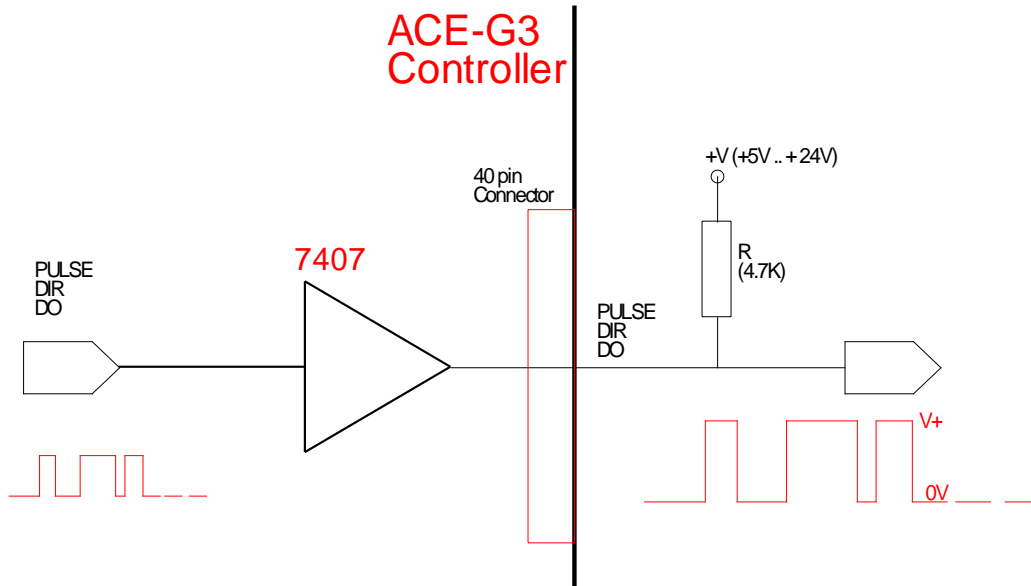 ACE-G3
Controller
40 pin
Connector
+V (+5V .. +24V)
7407
R
(4.7K)
PULSE
DIR
DO
PULSE
DIR
DO
V+
0V